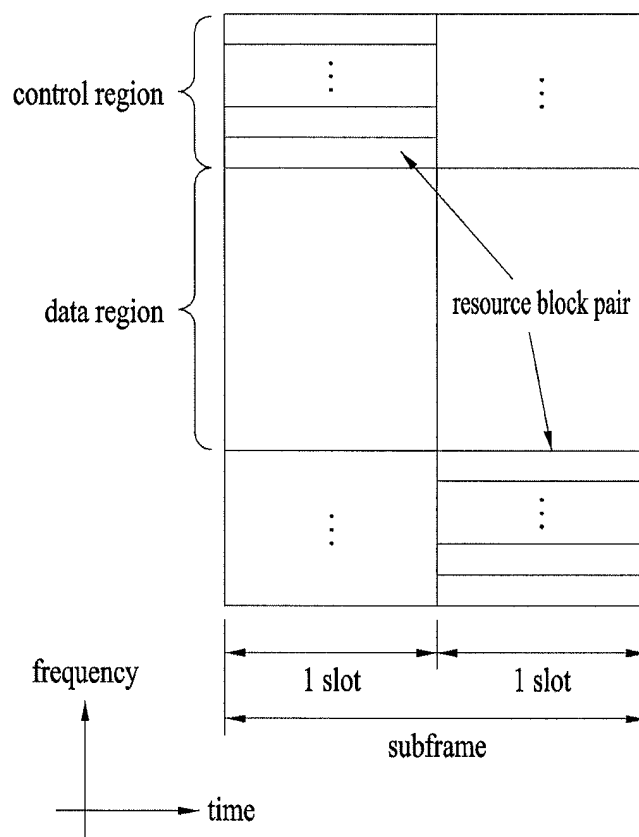 control region
data region
resource block pair
1 slot
1 slot
subframe
frequency
time